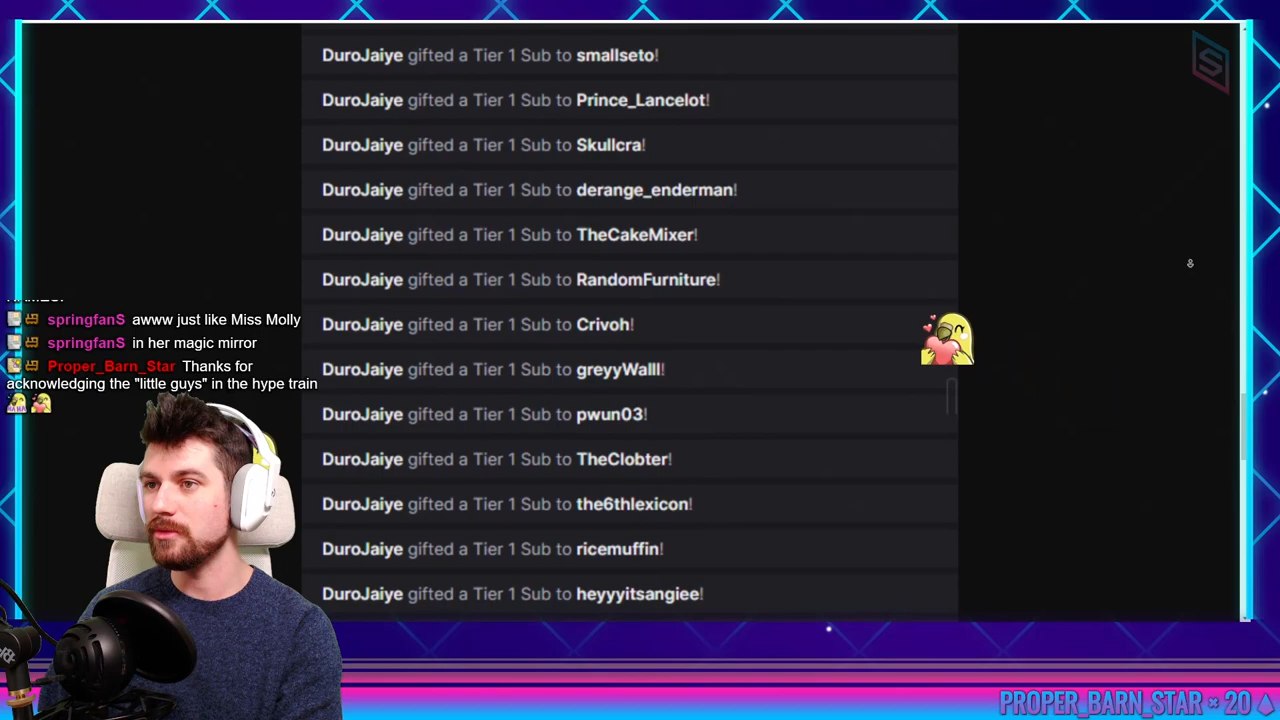 DuroJaiye gifted a Tier 1 Sub to smallseto!
DuroJaiye gifted a Tier 1 Sub to Prince_Lancelot!
DuroJaiye gifted a Tier 1 Sub to Skullcra!
DuroJaiye gifted a Tier 1 Sub to derange_enderman!
DuroJaiye gifted a Tier 1 Sub to TheCakeMixer!
DuroJaiye gifted a Tier 1 Sub to RandomFurniture!
DuroJaiye gifted a Tier 1 Sub to Crivoh!
DuroJaiye gifted a Tier 1 Sub to greyyWalll!
DuroJaiye gifted a Tier 1 Sub to pwun03!
DuroJaiye gifted a Tier 1 Sub to TheClobter!
DuroJaiye gifted a Tier 1 Sub to the6thlexicon!
DuroJaiye gifted a Tier 1 Sub to ricemuffin!
DuroJaiye gifted a Tier 1 Sub to heyyyitsangiee!
springfanS awww just like Miss Molly
springfanS in her magic mirror
Proper_Barn_Star Thanks for
acknowledging the "little guys" in the hype train
PROPER_BARN_STAR × 20